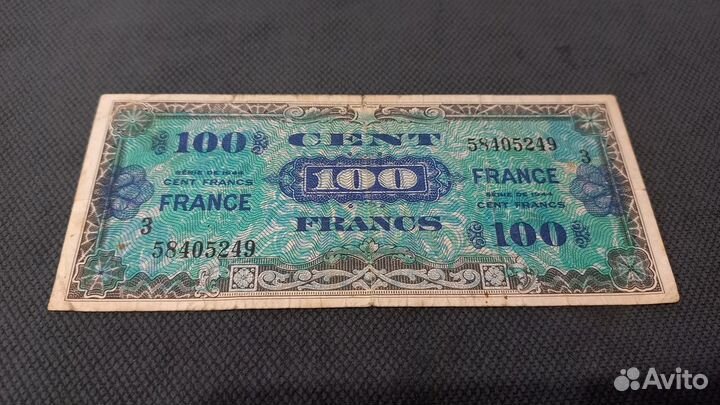 100 CENT 58405249
3
SÉRIE DE 1944
CENT FRANCS
FRANCE
100
FRANCE
SÉRIE DE 1944
CENT FRANCS
3
58405249
FRANCS
100
Avito